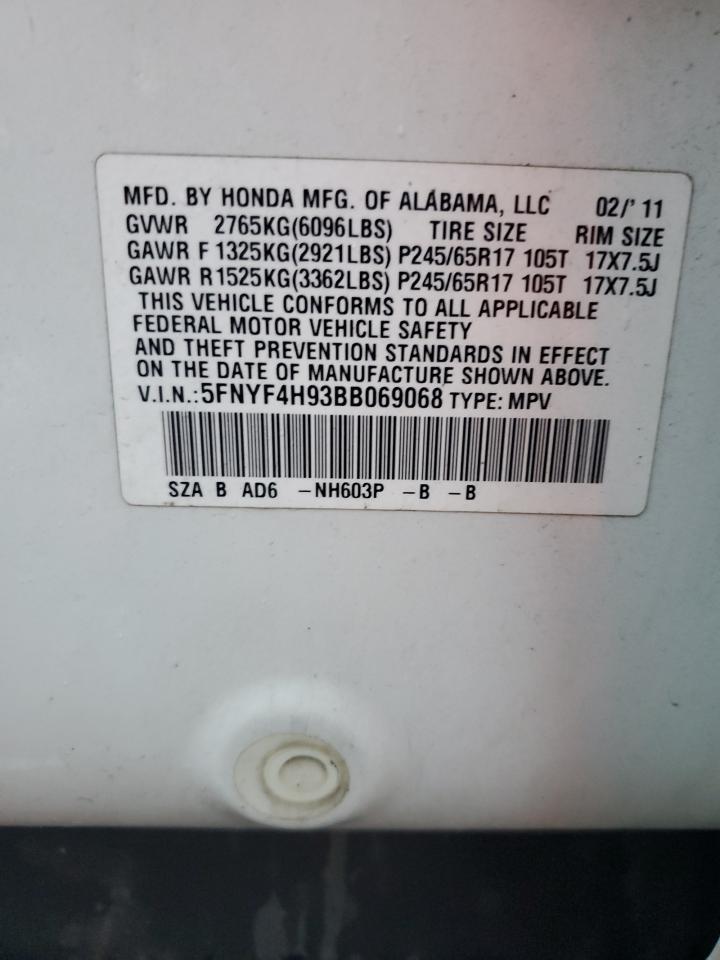 MFD. BY HONDA MFG. OF ALABAMA, LLC 02/'11
GVWR 2765KG(6096LBS) TIRE SIZE RIM SIZE
GAWR F 1325KG(2921LBS) P245/65R17 105T 17X7.5J
GAWR R 1525KG(3362LBS) P245/65R17 105T 17X7.5J
THIS VEHICLE CONFORMS TO ALL APPLICABLE
FEDERAL MOTOR VEHICLE SAFETY
AND THEFT PREVENTION STANDARDS IN EFFECT
ON THE DATE OF MANUFACTURE SHOWN ABOVE.
V.I.N.:5FNYF4H93BB069068 TYPE: MPV
SZA B AD6 –NH603P –B –B